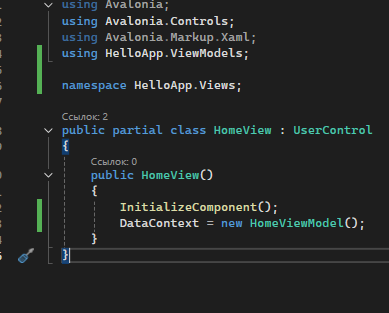 using Avalonia;
using Avalonia.Controls;
using Avalonia.Markup.Xaml;
using HelloApp.ViewModels;
namespace HelloApp.Views;
Ссылок: 2
public partial class HomeView : UserControl
{
Ссылок: 0
public HomeView()
{
InitializeComponent();
DataContext = new HomeViewModel();
}
}